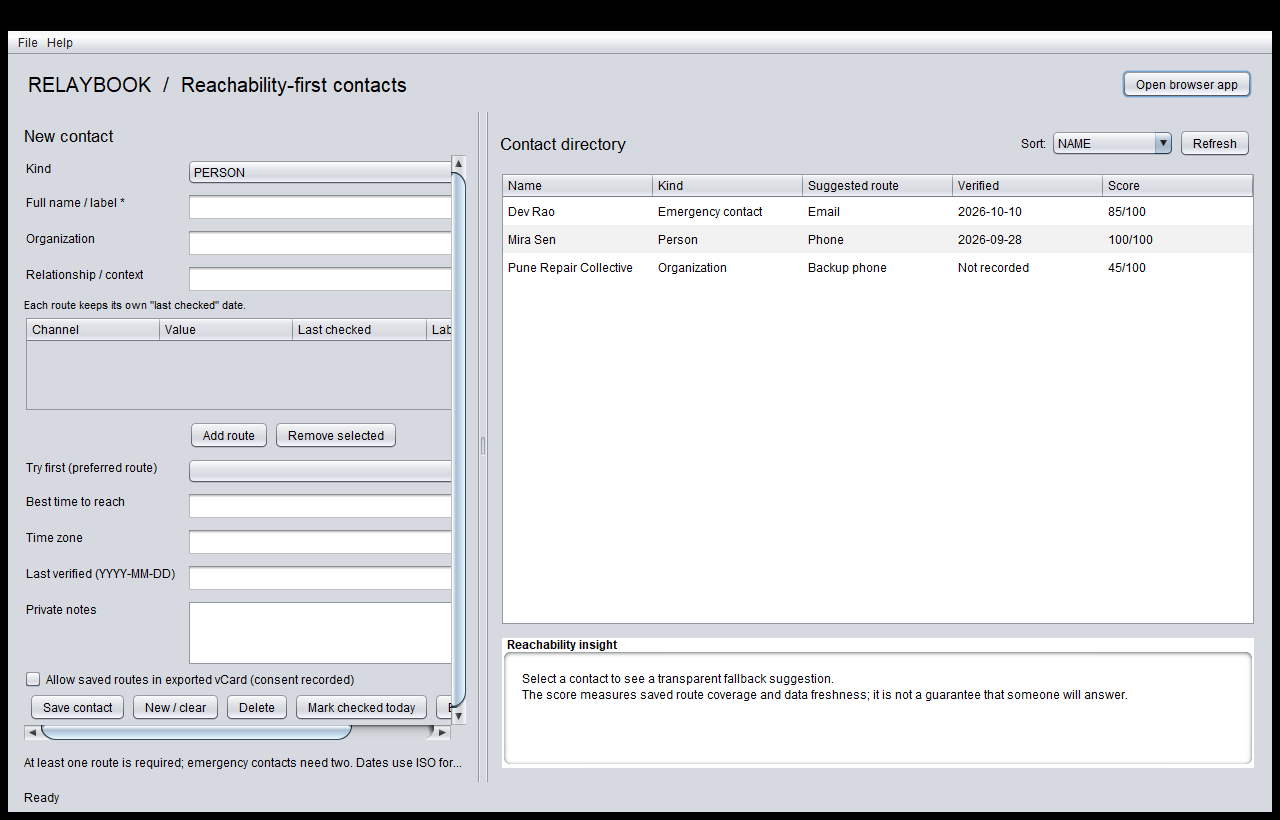 File Help
RELAYBOOK / Reachability-first contacts
Open browser app
New contact
Kind
PERSON
Full name / label *
Organization
Relationship / context
Each route keeps its own "last checked" date.
Channel Value Last checked Lab
Add route Remove selected
Try first (preferred route)
Best time to reach
Time zone
Last verified (YYYY-MM-DD)
Private notes
Allow saved routes in exported vCard (consent recorded)
Save contact New / clear Delete Mark checked today
At least one route is required; emergency contacts need two. Dates use ISO for...
Contact directory
Sort: NAME Refresh
Name Kind Suggested route Verified Score
Dev Rao Emergency contact Email 2026-10-10 85/100
Mira Sen Person Phone 2026-09-28 100/100
Pune Repair Collective Organization Backup phone Not recorded 45/100
Reachability insight
Select a contact to see a transparent fallback suggestion.
The score measures saved route coverage and data freshness; it is not a guarantee that someone will answer.
Ready